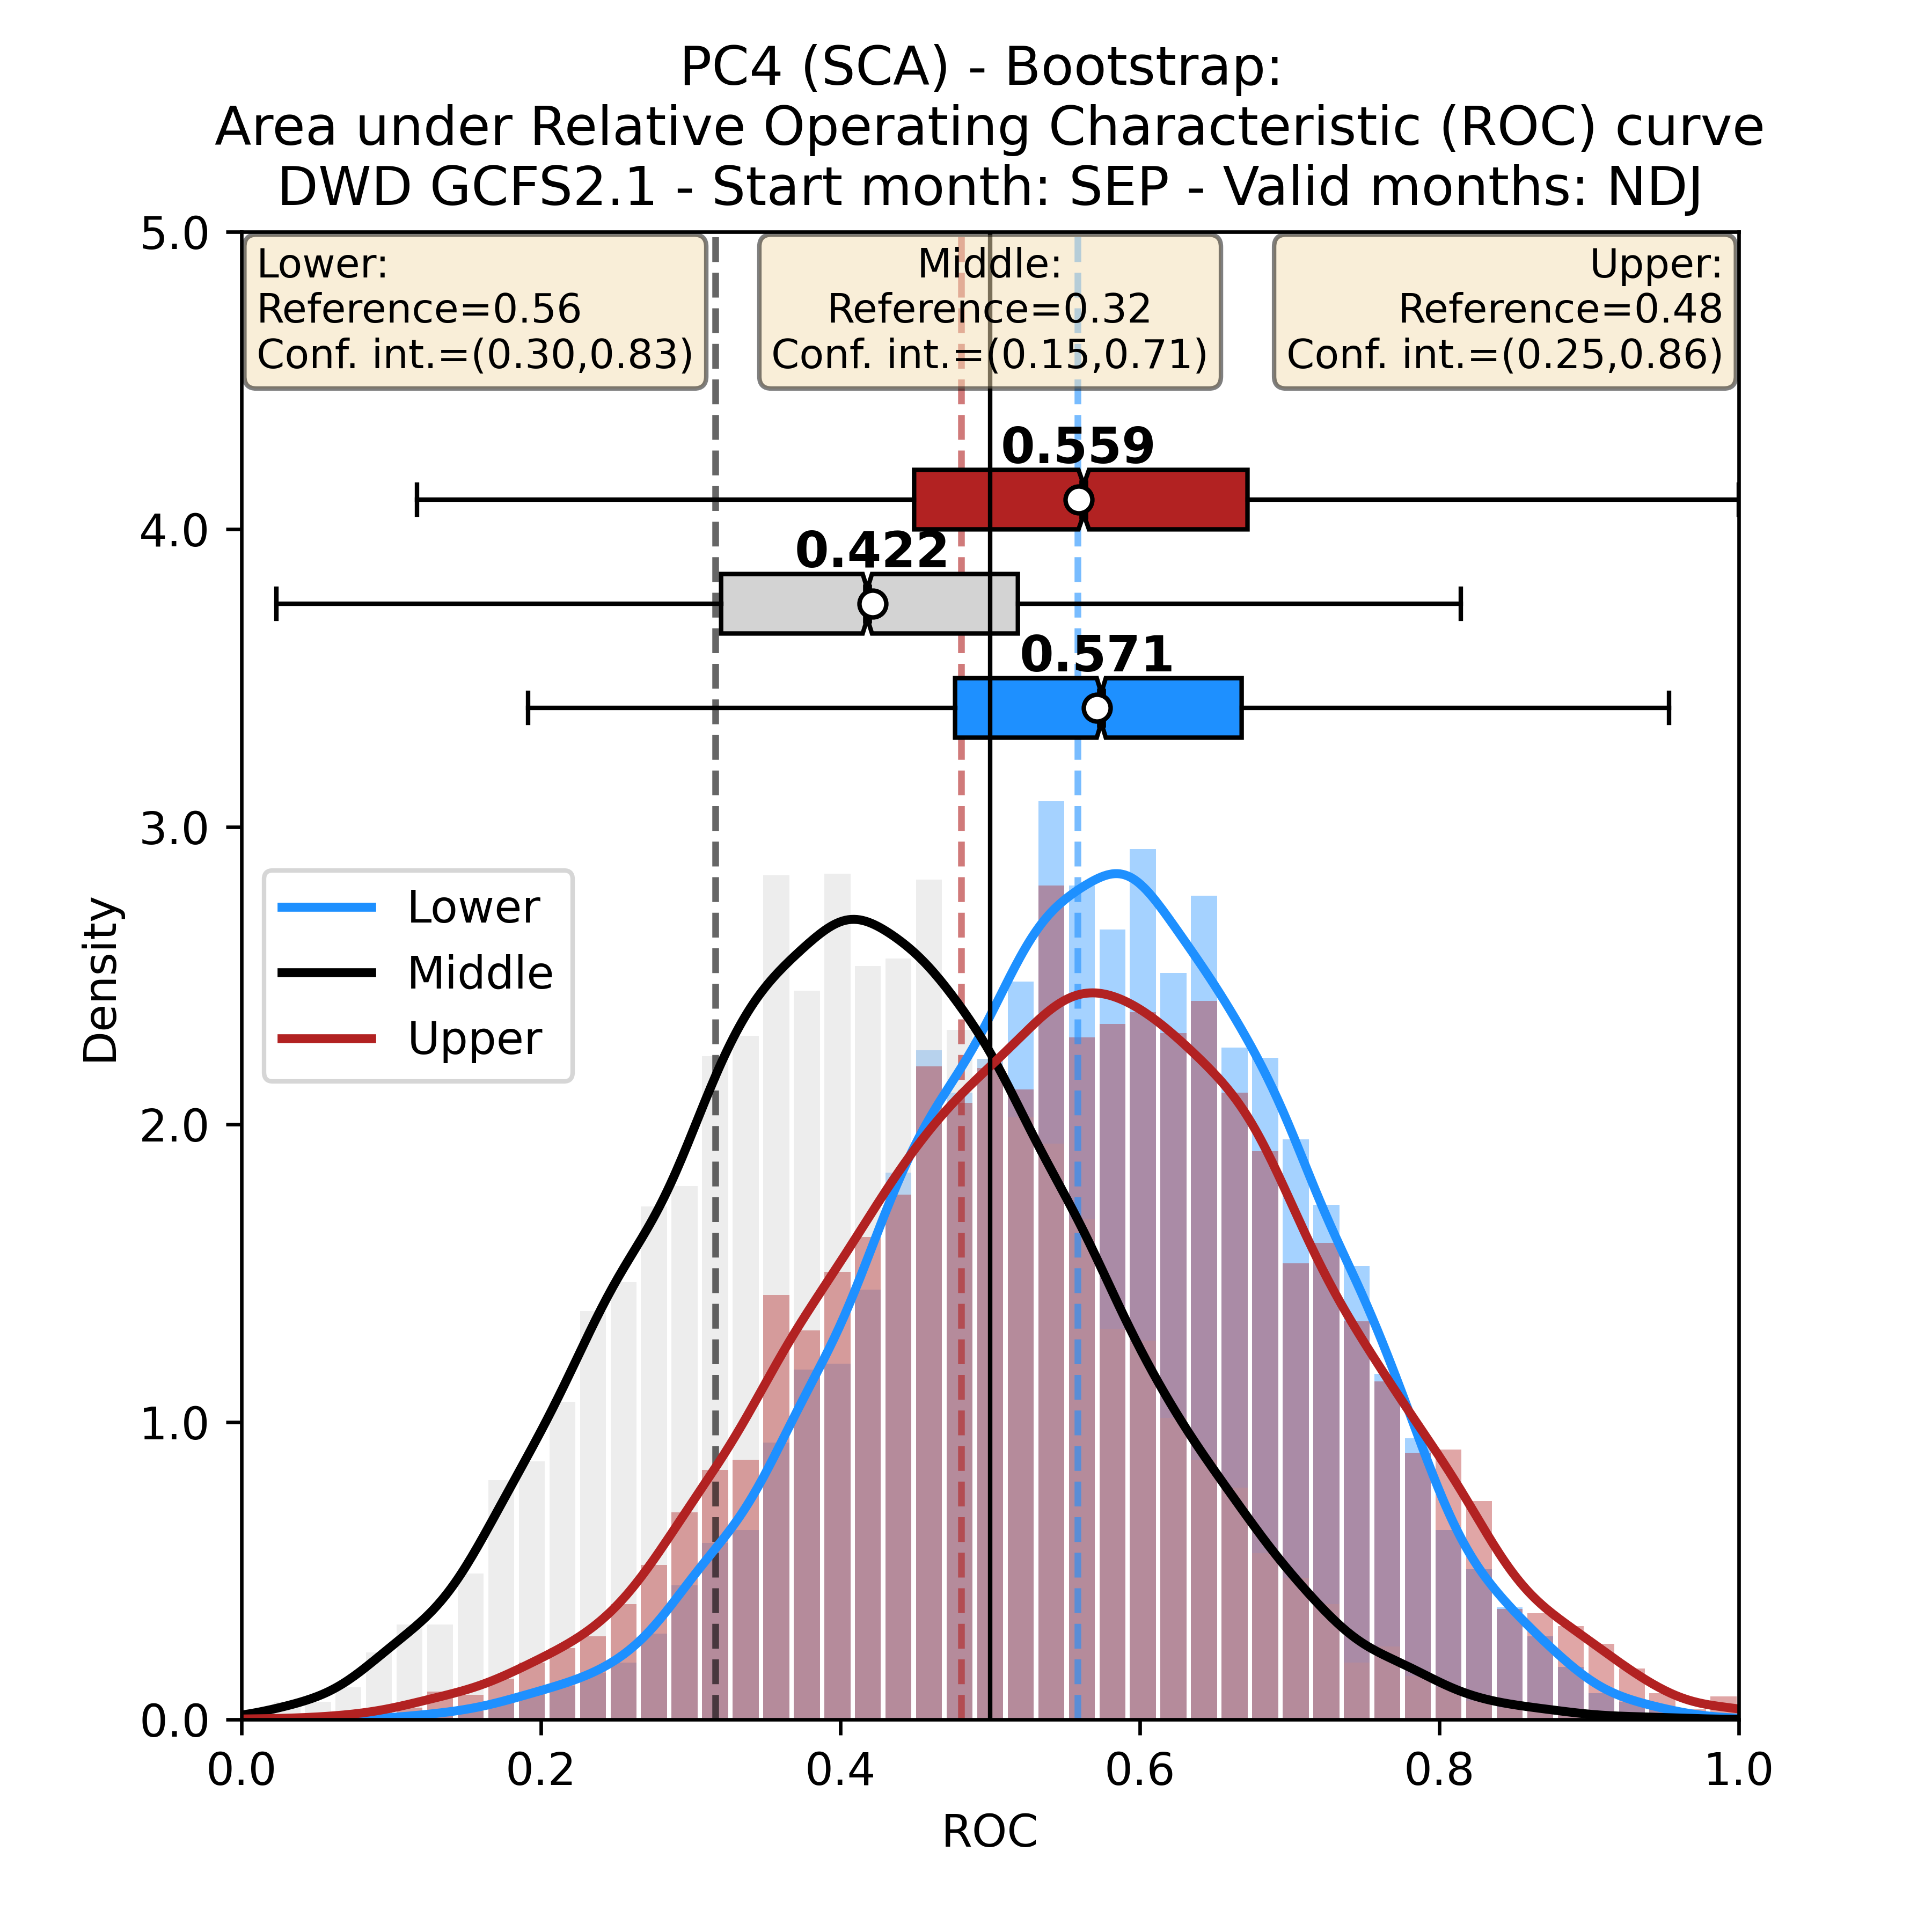 PC4 (SCA) - Bootstrap:
Area under Relative Operating Characteristic (ROC) curve
DWD GCFS2.1 - Start month: SEP - Valid months: NDJ
Lower:
Reference=0.56
Conf. int.=(0.30,0.83)
Middle:
Reference=0.32
Conf. int.=(0.15,0.71)
Upper:
Reference=0.48
Conf. int.=(0.25,0.86)
0.559
0.422
0.571
Lower
Middle
Upper
Density
5.0
4.0
3.0
2.0
1.0
0.0
0.0 0.2 0.4 0.6 0.8 1.0
ROC